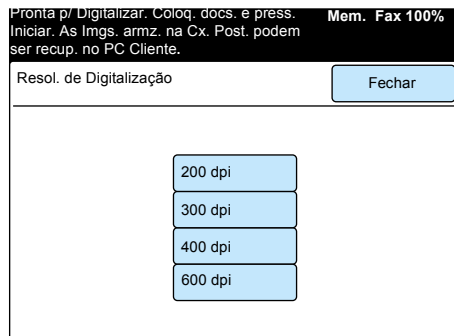 Pronta p/ Digitalizar. Coloq. docs. e press.
Mem. Fax 100%
Iniciar. As Imgs. armz. na Cx. Post. podem
ser recup. no PC Cliente.
Resol. de Digitalização
Fechar
200 dpi
300 dpi
400 dpi
600 dpi